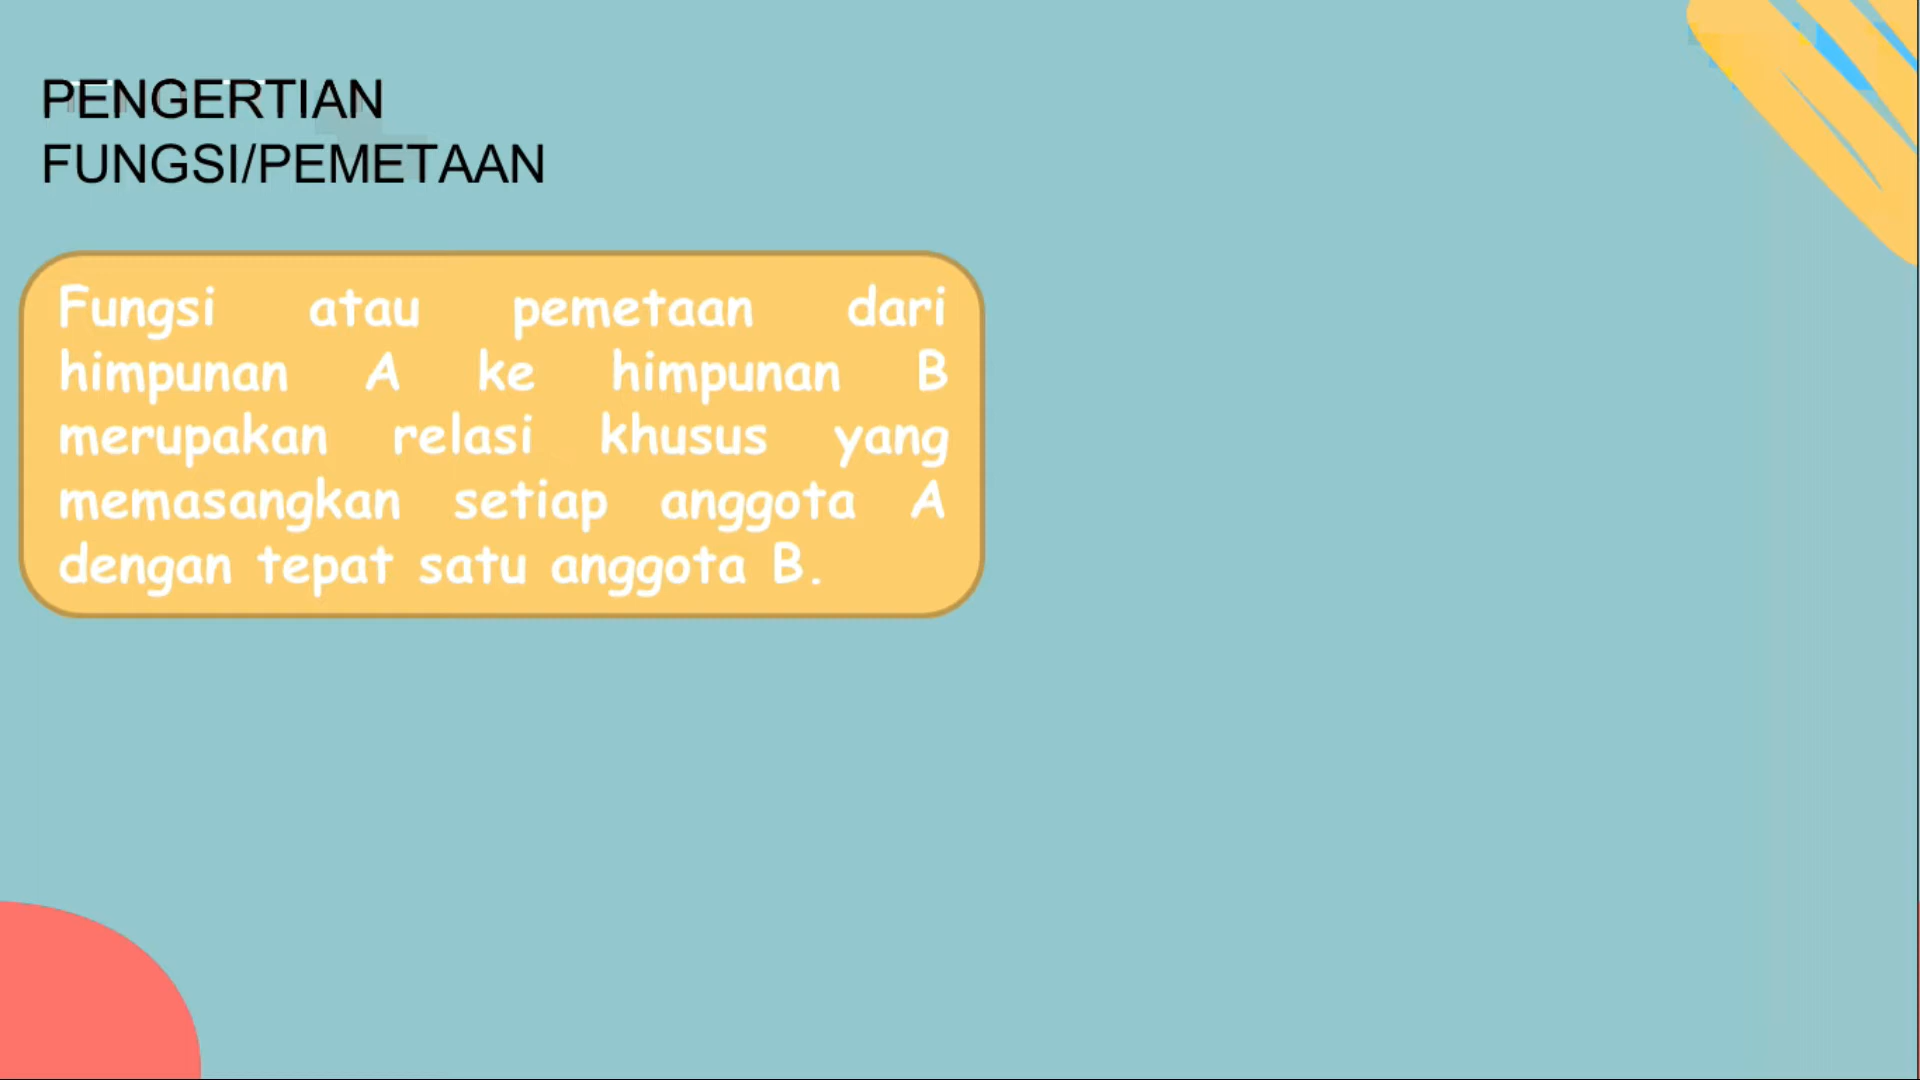 PENGERTIAN
FUNGSI/PEMETAAN
Fungsi atau pemetaan dari
himpunan A ke himpunan B
merupakan relasi khusus yang
memasangkan setiap anggota A
dengan tepat satu anggota B.